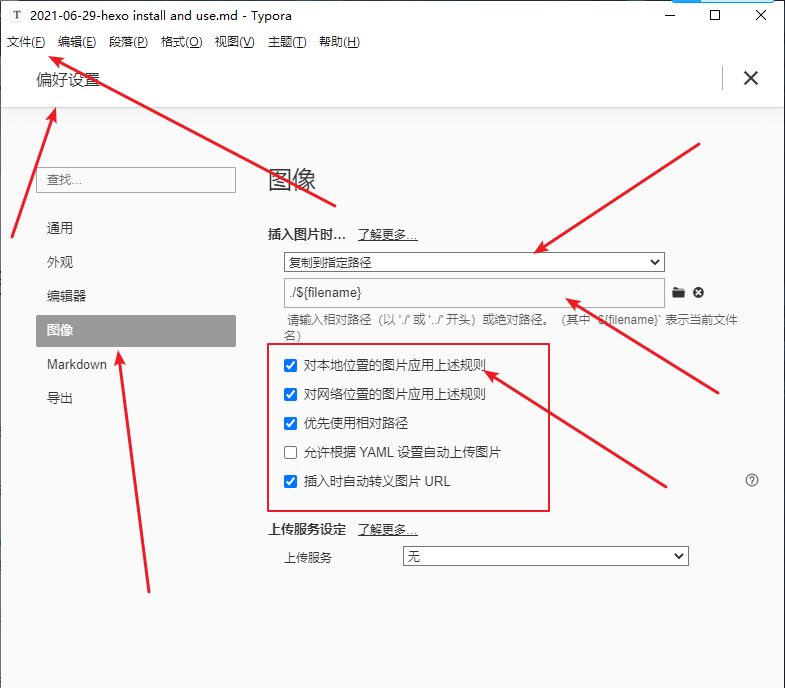 2021-06-29-hexo install and use.md - Typora
文件(F) 编辑(E) 段落(P) 格式(O) 视图(V) 主题(T) 帮助(H)
偏好设置
查找...
通用
外观
编辑器
图像
Markdown
导出
图像
插入图片时... 了解更多...
复制到指定路径
./${filename}
请输入相对路径（以 './' 或 '../' 开头）或绝对路径。（其中 `${filename}` 表示当前文件
名）
对本地位置的图片应用上述规则
对网络位置的图片应用上述规则
优先使用相对路径
允许根据 YAML 设置自动上传图片
插入时自动转义图片 URL
上传服务设定 了解更多...
上传服务 无